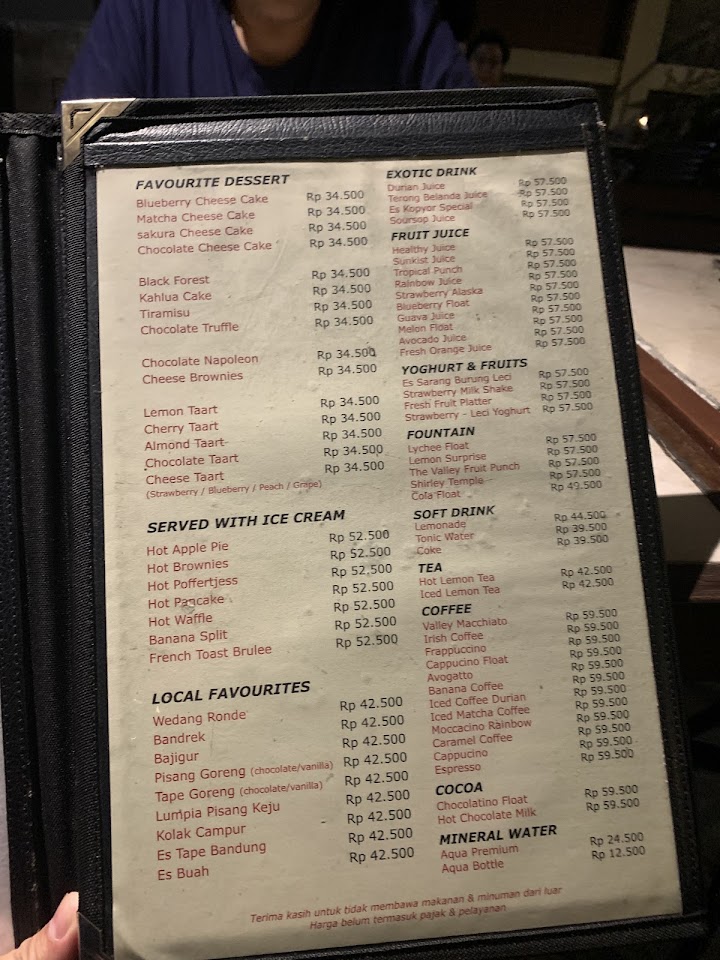 FAVOURITE DESSERT
Blueberry Cheese Cake Rp 34.500
Matcha Cheese Cake Rp 34.500
sakura Cheese Cake Rp 34.500
Chocolate Cheese Cake Rp 34.500
Black Forest Rp 34.500
Kahlua Cake Rp 34.500
Tiramisu Rp 34.500
Chocolate Truffle Rp 34.500
Chocolate Napoleon Rp 34.500
Cheese Brownies Rp 34.500
Lemon Taart Rp 34.500
Cherry Taart Rp 34.500
Almond Taart Rp 34.500
Chocolate Taart Rp 34.500
Cheese Taart Rp 34.500
(Strawberry / Blueberry / Peach / Grape)
SERVED WITH ICE CREAM
Hot Apple Pie Rp 52.500
Hot Brownies Rp 52.500
Hot Poffertjess Rp 52.500
Hot Pancake Rp 52.500
Hot Waffle Rp 52.500
Banana Split Rp 52.500
French Toast Brulee Rp 52.500
LOCAL FAVOURITES
Wedang Ronde Rp 42.500
Bandrek Rp 42.500
Bajigur Rp 42.500
Pisang Goreng (chocolate/vanilla) Rp 42.500
Tape Goreng (chocolate/vanilla) Rp 42.500
Lumpia Pisang Keju Rp 42.500
Kolak Campur Rp 42.500
Es Tape Bandung Rp 42.500
Es Buah Rp 42.500
EXOTIC DRINK
Durian Juice Rp 57.500
Terong Belanda Juice Rp 57.500
Es Kopyor Special Rp 57.500
Soursop Juice Rp 57.500
FRUIT JUICE
Healthy Juice Rp 57.500
Sunkist Juice Rp 57.500
Tropical Punch Rp 57.500
Rainbow Juice Rp 57.500
Strawberry Alaska Rp 57.500
Blueberry Float Rp 57.500
Guava Juice Rp 57.500
Melon Float Rp 57.500
Avocado Juice Rp 57.500
Fresh Orange Juice Rp 57.500
YOGHURT & FRUITS
Es Sarang Burung Leci Rp 57.500
Strawberry Milk Shake Rp 57.500
Fresh Fruit Platter Rp 57.500
Strawberry - Leci Yoghurt Rp 57.500
FOUNTAIN
Lychee Float Rp 57.500
Lemon Surprise Rp 57.500
The Valley Fruit Punch Rp 57.500
Shirley Temple Rp 57.500
Cola Float Rp 49.500
SOFT DRINK
Lemonade Rp 44.500
Tonic Water Rp 39.500
Coke Rp 39.500
TEA
Hot Lemon Tea Rp 42.500
Iced Lemon Tea Rp 42.500
COFFEE
Valley Macchiato Rp 59.500
Irish Coffee Rp 59.500
Frappuccino Rp 59.500
Cappucino Float Rp 59.500
Avogatto Rp 59.500
Banana Coffee Rp 59.500
Iced Coffee Durian Rp 59.500
Iced Matcha Coffee Rp 59.500
Moccacino Rainbow Rp 59.500
Caramel Coffee Rp 59.500
Cappucino Rp 59.500
Espresso Rp 59.500
COCOA
Chocolatino Float Rp 59.500
Hot Chocolate Milk Rp 59.500
MINERAL WATER
Aqua Premium Rp 24.500
Aqua Bottle Rp 12.500
Terima kasih untuk tidak membawa makanan & minuman dari luar
Harga belum termasuk pajak & pelayanan